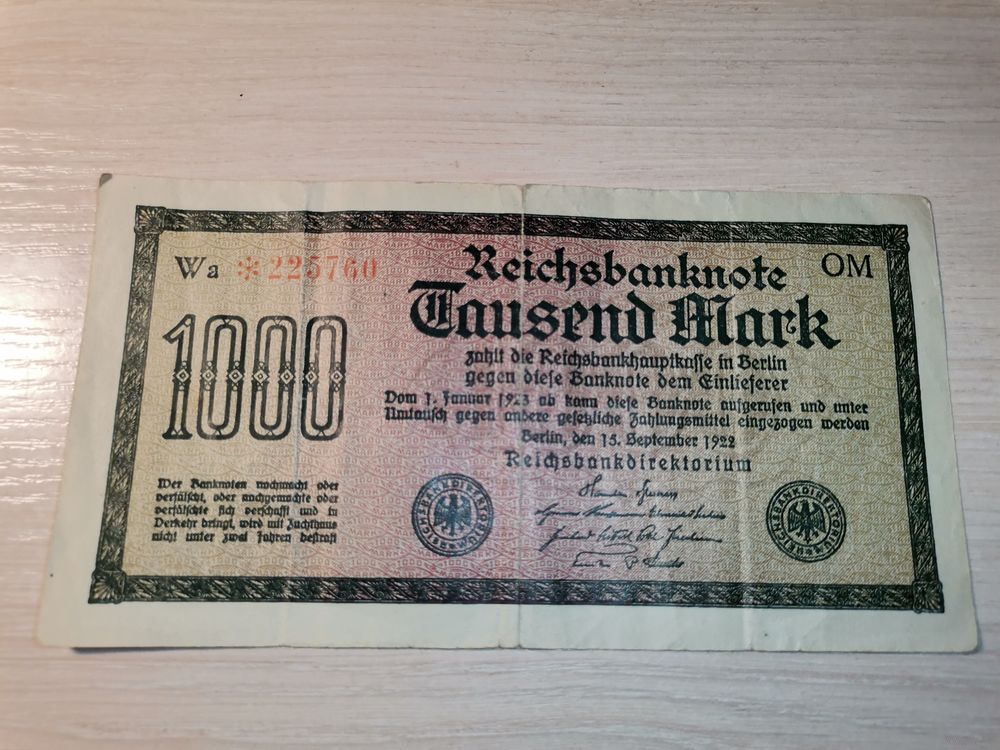 Wa *225760
Reichsbanknote
OM
Tausend Mark
1000
zahlt die Reichsbankhauptkasse in Berlin
gegen diese Banknote dem Einlieferer
Vom 1. Januar 1923 ab kann diese Banknote aufgerufen und unter
Umtausch gegen andere gesetzliche Zahlungsmittel eingezogen werden
Berlin, den 15. September 1922
Reichsbankdirektorium
Wer Banknoten nachmacht oder
verfälscht, oder nachgemachte oder
verfälschte sich verschafft und in
Verkehr bringt, wird mit Zuchthaus
nicht unter zwei Jahren bestraft
REICHSBANKDIREKTORIUM
REICHSBANKDIREKTORIUM